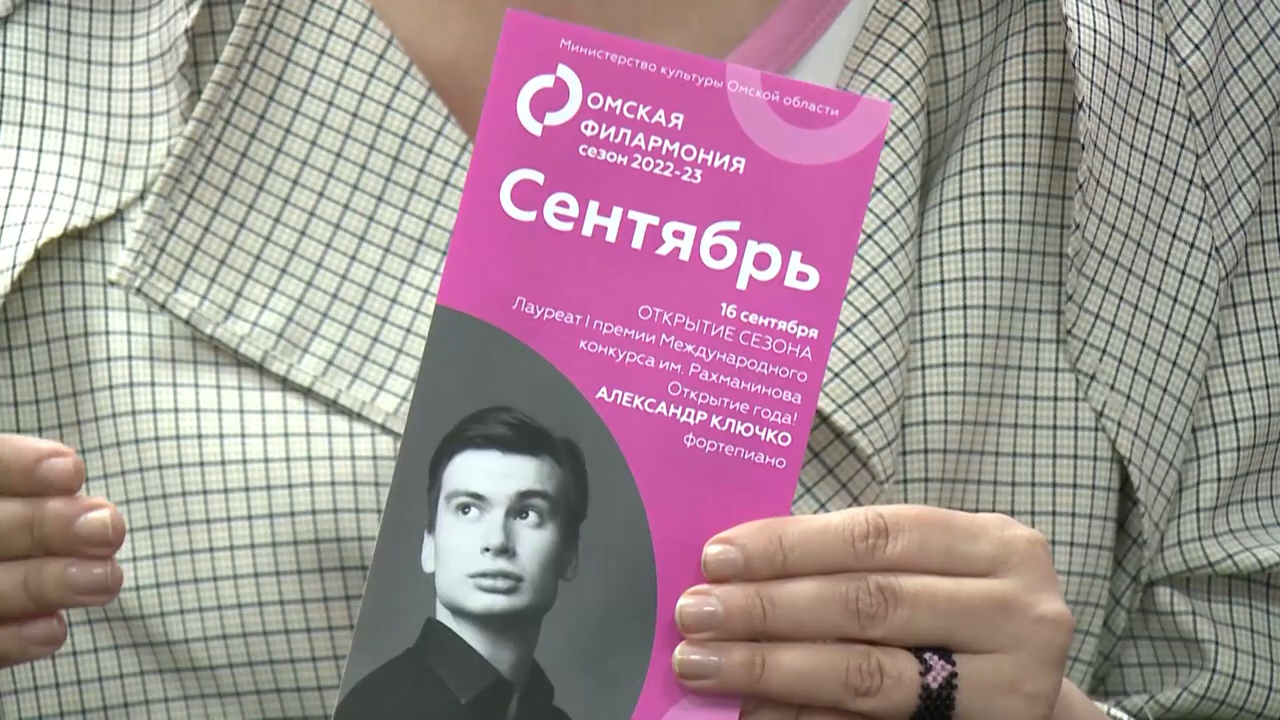 Министерство культуры Омской области
ОМСКАЯ
ФИЛАРМОНИЯ
сезон 2022-23
Сентябрь
16 сентября
ОТКРЫТИЕ СЕЗОНА
Лауреат I премии Международного
конкурса им. Рахманинова
Открытие года!
АЛЕКСАНДР КЛЮЧКО
фортепиано